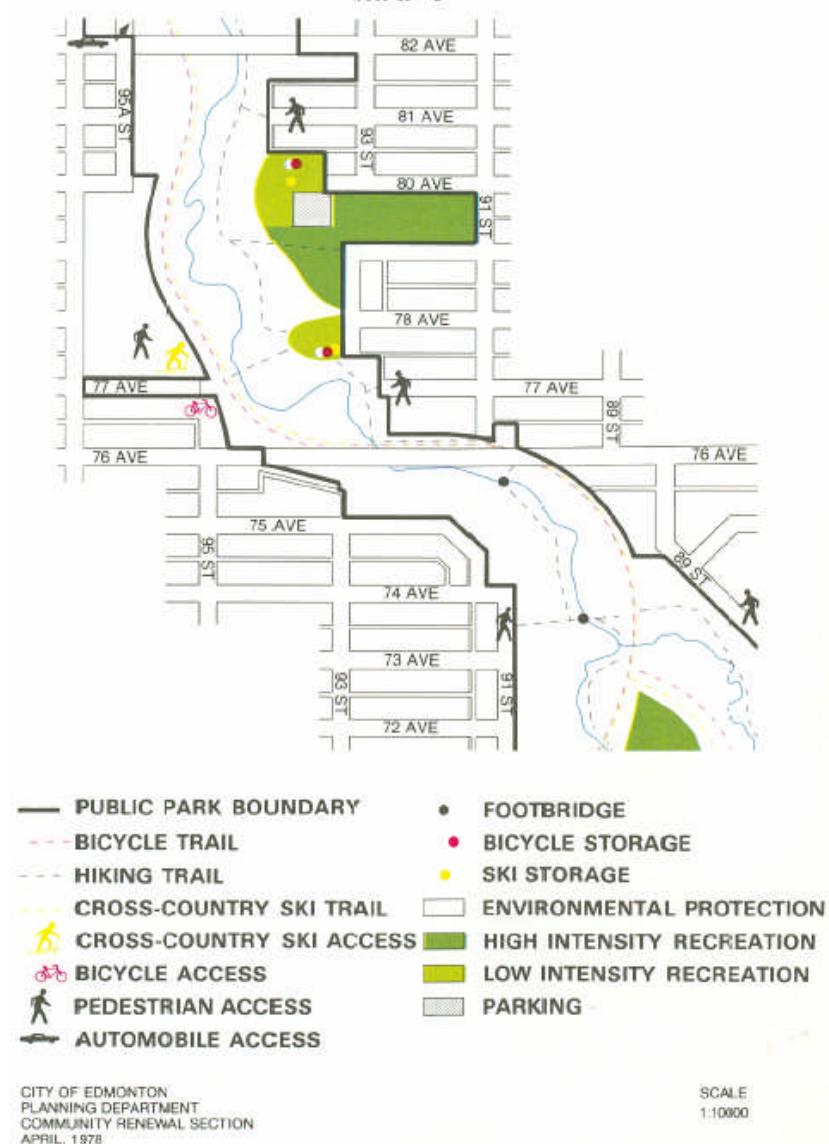 82 AVE
95A ST
81 AVE
93 ST
80 AVE
91 ST
78 AVE
77 AVE
77 AVE
89 ST
76 AVE
76 AVE
75 AVE
95 ST
89 ST
74 AVE
73 AVE
93 ST
91 ST
72 AVE
PUBLIC PARK BOUNDARY
BICYCLE TRAIL
HIKING TRAIL
CROSS-COUNTRY SKI TRAIL
CROSS-COUNTRY SKI ACCESS
BICYCLE ACCESS
PEDESTRIAN ACCESS
AUTOMOBILE ACCESS
FOOTBRIDGE
BICYCLE STORAGE
SKI STORAGE
ENVIRONMENTAL PROTECTION
HIGH INTENSITY RECREATION
LOW INTENSITY RECREATION
PARKING
CITY OF EDMONTON
PLANNING DEPARTMENT
COMMUNITY RENEWAL SECTION
APRIL, 1978
SCALE
1:10000